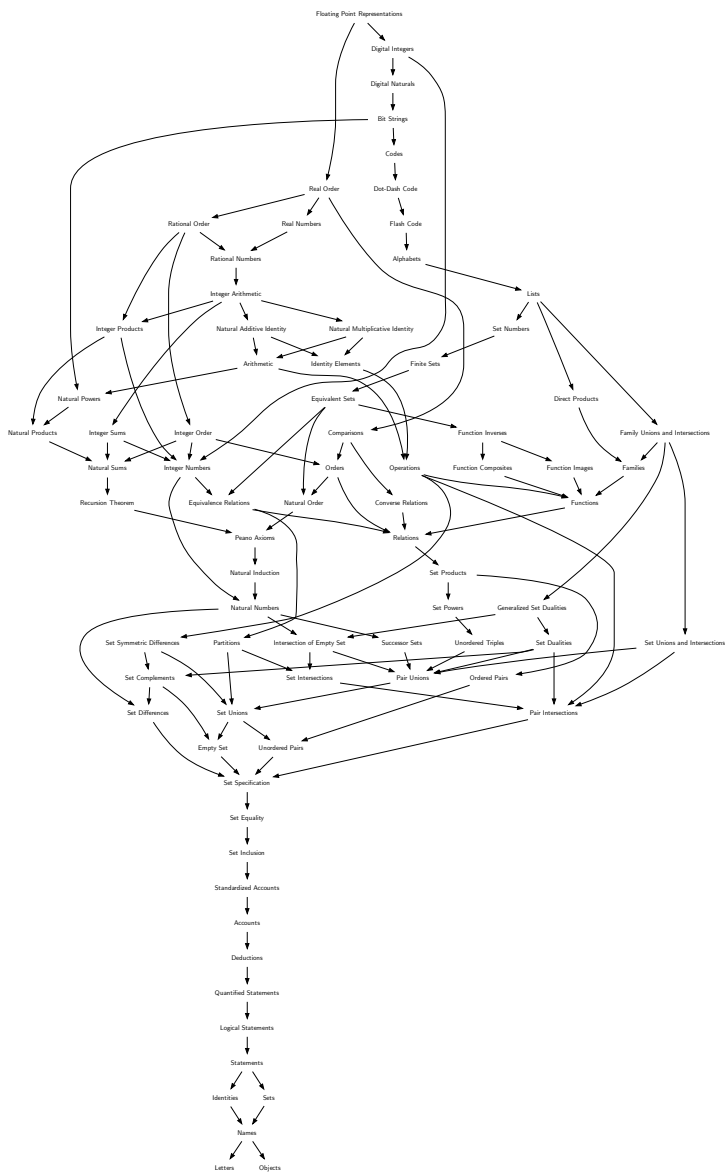 Floating Point Representations
Digital Integers
Digital Naturals
Bit Strings
Codes
Real Order
Dot-Dash Code
Rational Order
Real Numbers
Flash Code
Rational Numbers
Alphabets
Integer Arithmetic
Lists
Integer Products
Natural Additive Identity
Natural Multiplicative Identity
Set Numbers
Arithmetic
Identity Elements
Finite Sets
Natural Powers
Equivalent Sets
Direct Products
Natural Products
Integer Sums
Integer Order
Comparisions
Function Inverses
Family Unions and Intersections
Natural Sums
Integer Numbers
Orders
Operations
Function Composites
Function Images
Families
Recursion Theorem
Equivalence Relations
Natural Order
Converse Relations
Functions
Peano Axioms
Relations
Natural Induction
Set Products
Natural Numbers
Set Powers
Generalized Set Dualities
Set Symmetric Differences
Partitions
Intersection of Empty Set
Successor Sets
Unordered Triples
Set Dualities
Set Unions and Intersections
Set Complements
Set Intersections
Pair Unions
Ordered Pairs
Set Differences
Set Unions
Pair Intersections
Empty Set
Unordered Pairs
Set Specification
Set Equality
Set Inclusion
Standardized Accounts
Accounts
Deductions
Quantified Statements
Logical Statements
Statements
Identities
Sets
Names
Letters
Objects